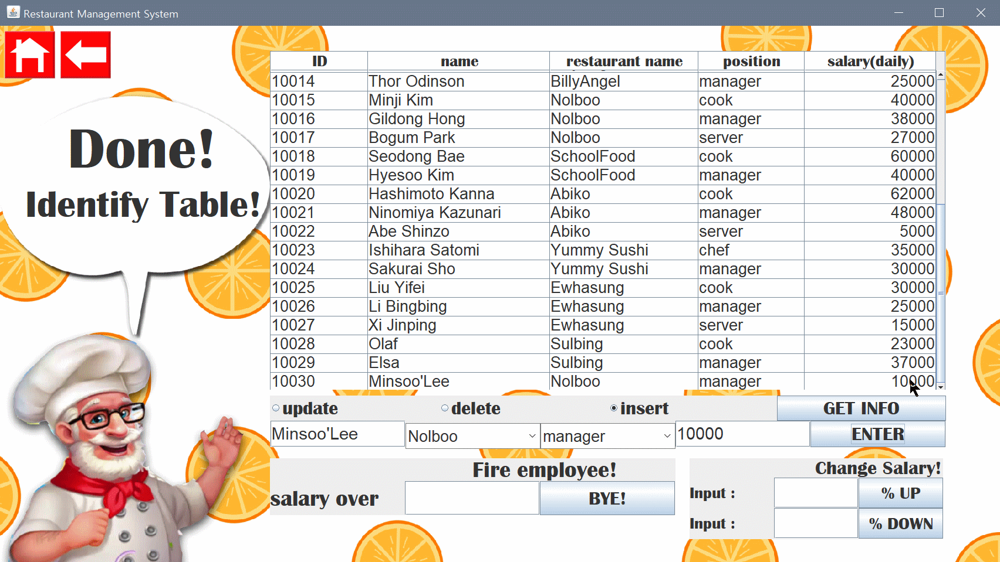 Restaurant Management System
Done!
Identify Table!
ID name restaurant name position salary(daily)
10014 Thor Odinson BillyAngel manager 25000
10015 Minji Kim Nolboo cook 40000
10016 Gildong Hong Nolboo manager 38000
10017 Bogum Park Nolboo server 27000
10018 Seodong Bae SchoolFood cook 60000
10019 Hyesoo Kim SchoolFood manager 40000
10020 Hashimoto Kanna Abiko cook 62000
10021 Ninomiya Kazunari Abiko manager 48000
10022 Abe Shinzo Abiko server 5000
10023 Ishihara Satomi Yummy Sushi chef 35000
10024 Sakurai Sho Yummy Sushi manager 30000
10025 Liu Yifei Ewhasung cook 30000
10026 Li Bingbing Ewhasung manager 25000
10027 Xi Jinping Ewhasung server 15000
10028 Olaf Sulbing cook 23000
10029 Elsa Sulbing manager 37000
10030 Minsoo'Lee Nolboo manager 10000
update delete insert GET INFO
Minsoo'Lee Nolboo manager 10000 ENTER
Fire employee!
salary over BYE!
Change Salary!
Input : % UP
Input : % DOWN